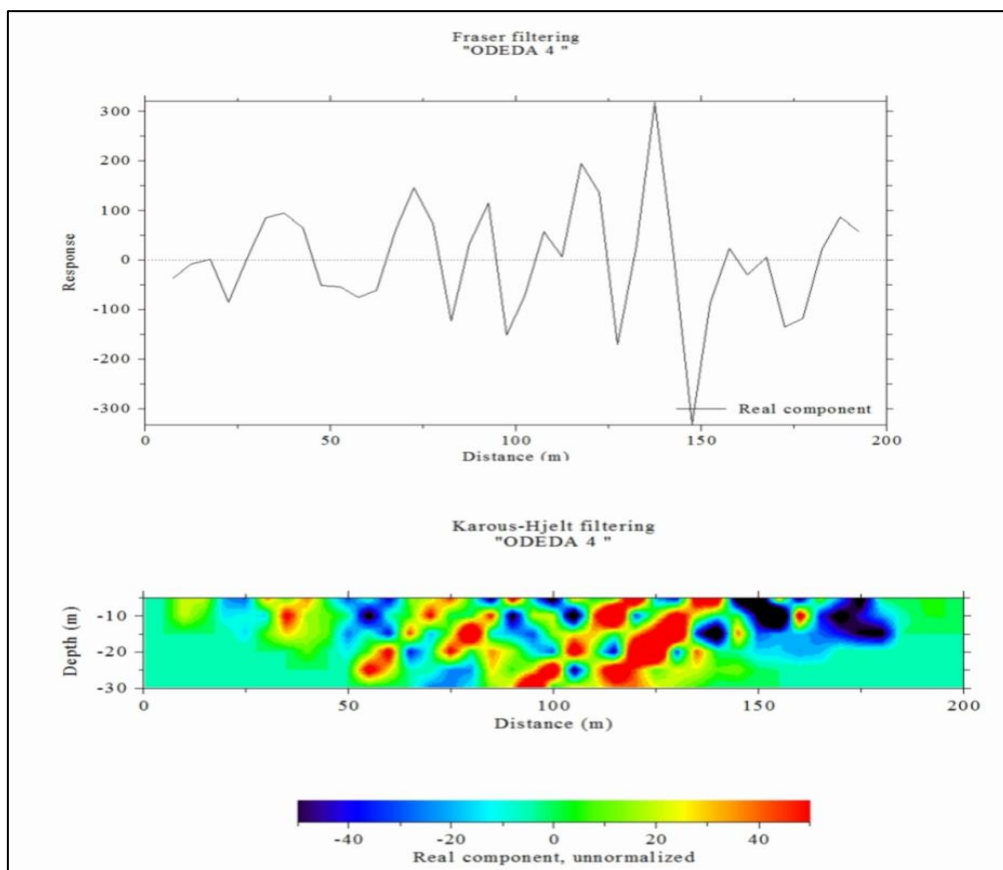 Fraser filtering
"ODEDA 4 "
300
200
100
0
-100
-200
-300
Response
Real component
0 50 100 150 200
Distance (m)
Karous-Hjelt filtering
"ODEDA 4 "
-10
-20
-30
Depth (m)
0 50 100 150 200
Distance (m)
-40 -20 0 20 40
Real component, unnormalized